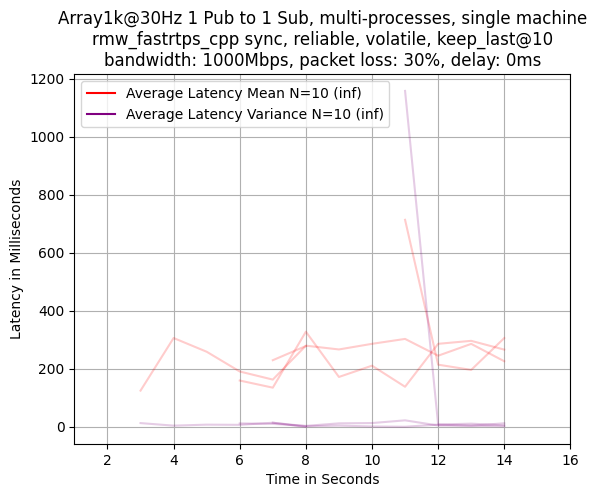 Array1k@30Hz 1 Pub to 1 Sub, multi-processes, single machine
rmw_fastrtps_cpp sync, reliable, volatile, keep_last@10
bandwidth: 1000Mbps, packet loss: 30%, delay: 0ms
Average Latency Mean N=10 (inf)
Average Latency Variance N=10 (inf)
Latency in Milliseconds
1200
1000
800
600
400
200
0
2 4 6 8 10 12 14 16
Time in Seconds